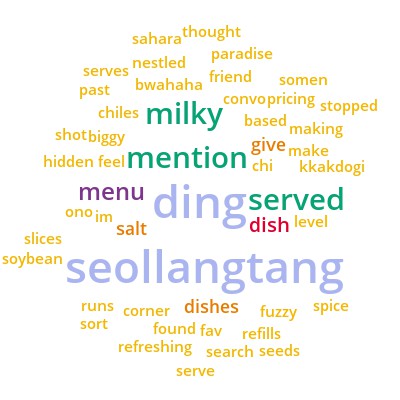 thought
sahara
paradise
nestled
serves
friend
somen
past
bwahaha
convo
pricing
stopped
chiles
milky
based
making
shot
biggy
give
make
hidden
feel
mention
chi
kkakdogi
menu
ding
served
ono
im
salt
dish
level
slices
soybean
seollangtang
runs
corner
dishes
fuzzy
spice
sort
found
fav
refills
refreshing
search
seeds
serve